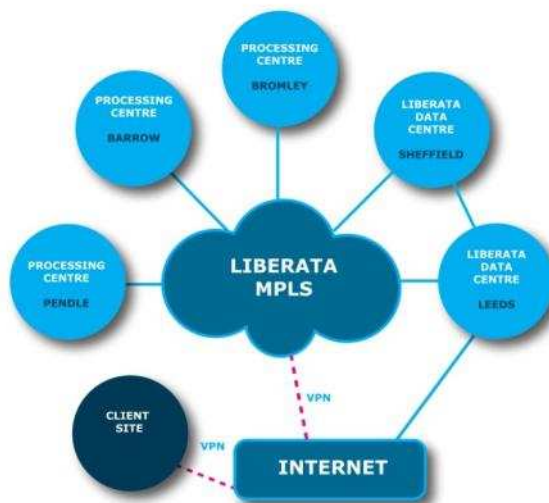 PROCESSING
CENTRE
BROMLEY
PROCESSING
CENTRE
BARROW
LIBERATA
DATA
CENTRE
SHEFFIELD
PROCESSING
CENTRE
PENDLE
LIBERATA
MPLS
LIBERATA
DATA
CENTRE
LEEDS
VPN
CLIENT
SITE
VPN
INTERNET